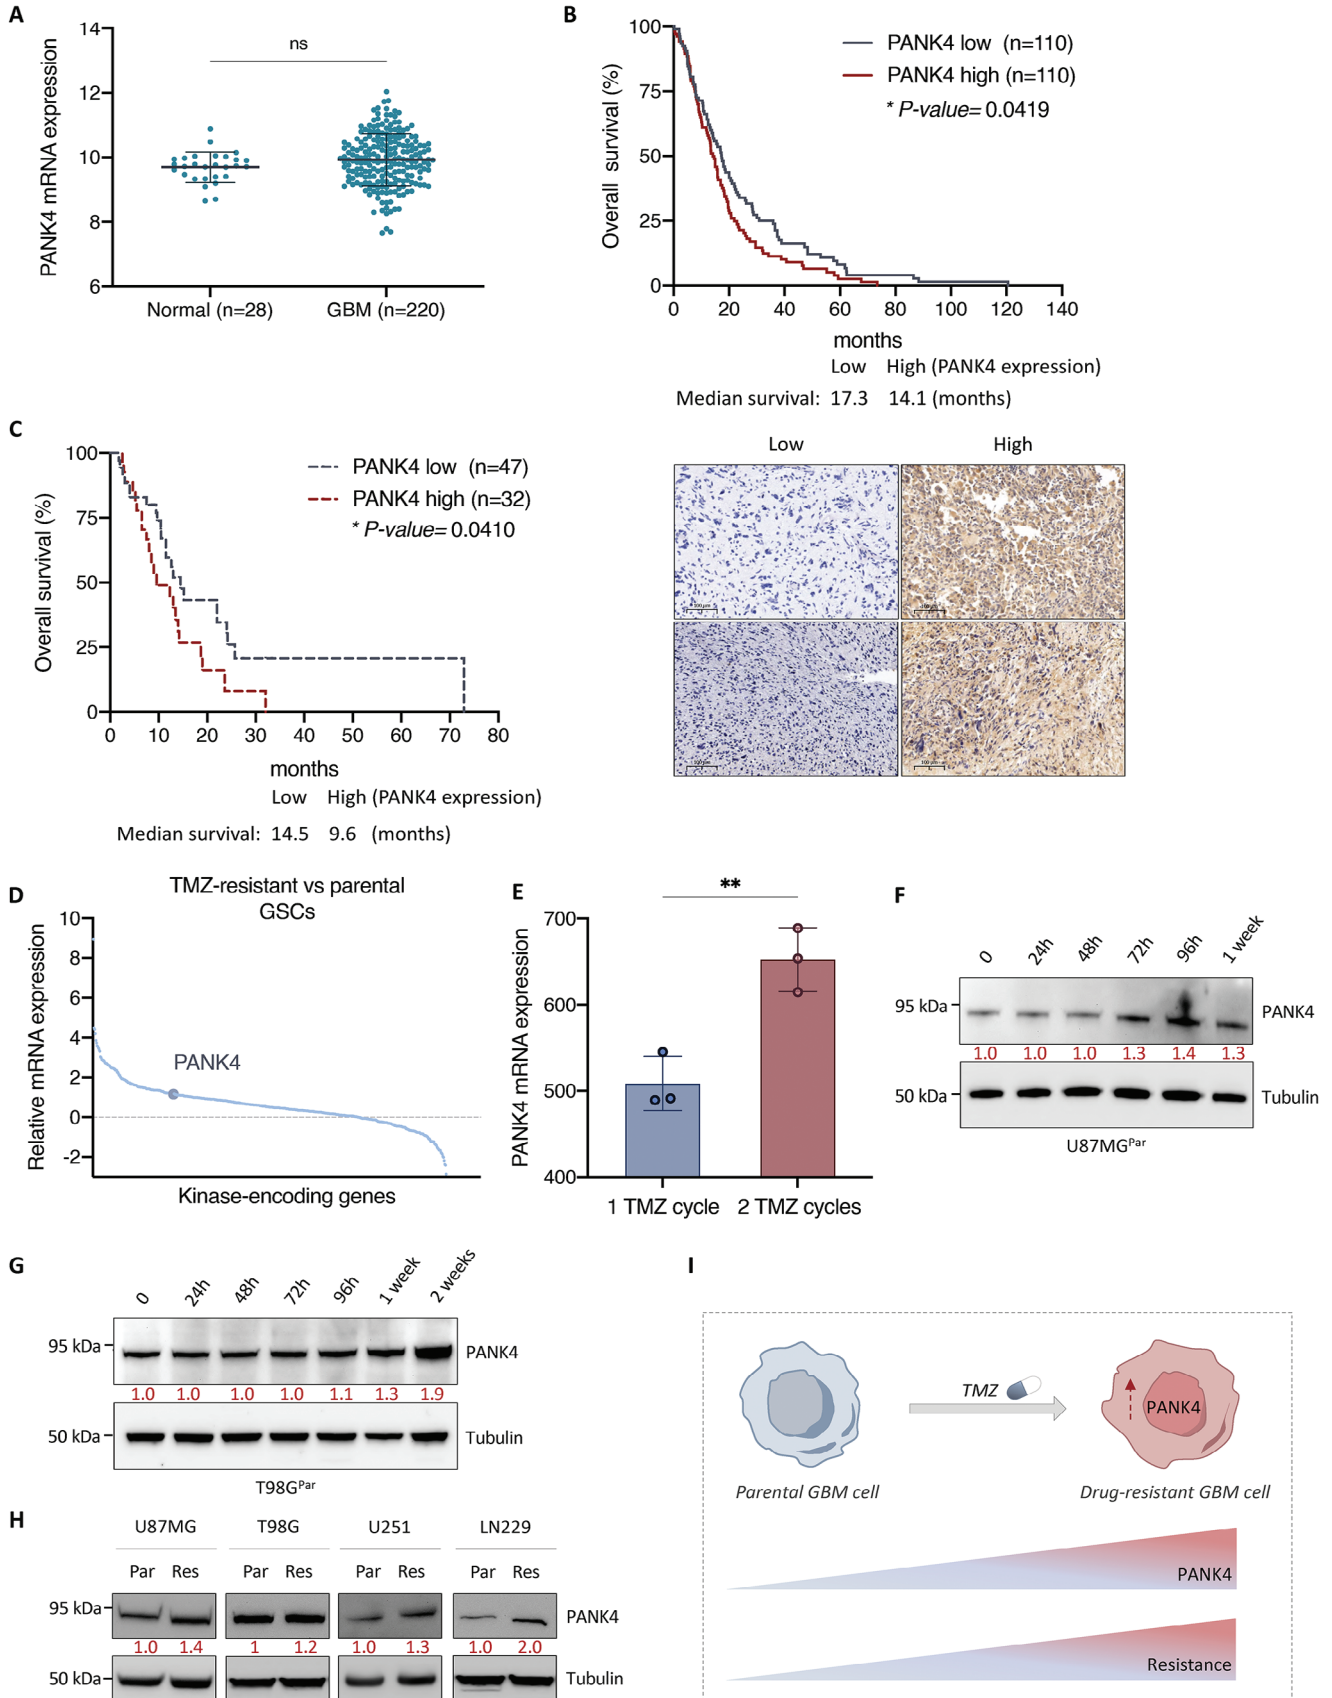 A
PANK4 mRNA expression
14
12
10
8
6
ns
Normal (n=28)
GBM (n=220)
B
Overall survival (%)
100
75
50
25
0
PANK4 low (n=110)
PANK4 high (n=110)
* P-value= 0.0419
0 20 40 60 80 100 120 140
months
Low High (PANK4 expression)
Median survival: 17.3 14.1 (months)
C
Overall survival (%)
100
75
50
25
0
PANK4 low (n=47)
PANK4 high (n=32)
* P-value= 0.0410
0 10 20 30 40 50 60 70 80
months
Low High (PANK4 expression)
Median survival: 14.5 9.6 (months)
Low High
100 µm
100 µm
100 µm
100 µm
D
TMZ-resistant vs parental
GSCs
Relative mRNA expression
10
8
6
4
2
0
-2
PANK4
Kinase-encoding genes
E
PANK4 mRNA expression
700
600
500
400
**
1 TMZ cycle 2 TMZ cycles
F
0 24h 48h 72h 96h 1 week
95 kDa
PANK4
1.0 1.0 1.0 1.3 1.4 1.3
50 kDa
Tubulin
U87MGPar
G
0 24h 48h 72h 96h 1 week 2 weeks
95 kDa
PANK4
1.0 1.0 1.0 1.0 1.1 1.3 1.9
50 kDa
Tubulin
T98GPar
H
U87MG T98G U251 LN229
Par Res Par Res Par Res Par Res
95 kDa
PANK4
1.0 1.4 1 1.2 1.0 1.3 1.0 2.0
50 kDa
Tubulin
I
TMZ
PANK4
Parental GBM cell
Drug-resistant GBM cell
PANK4
Resistance